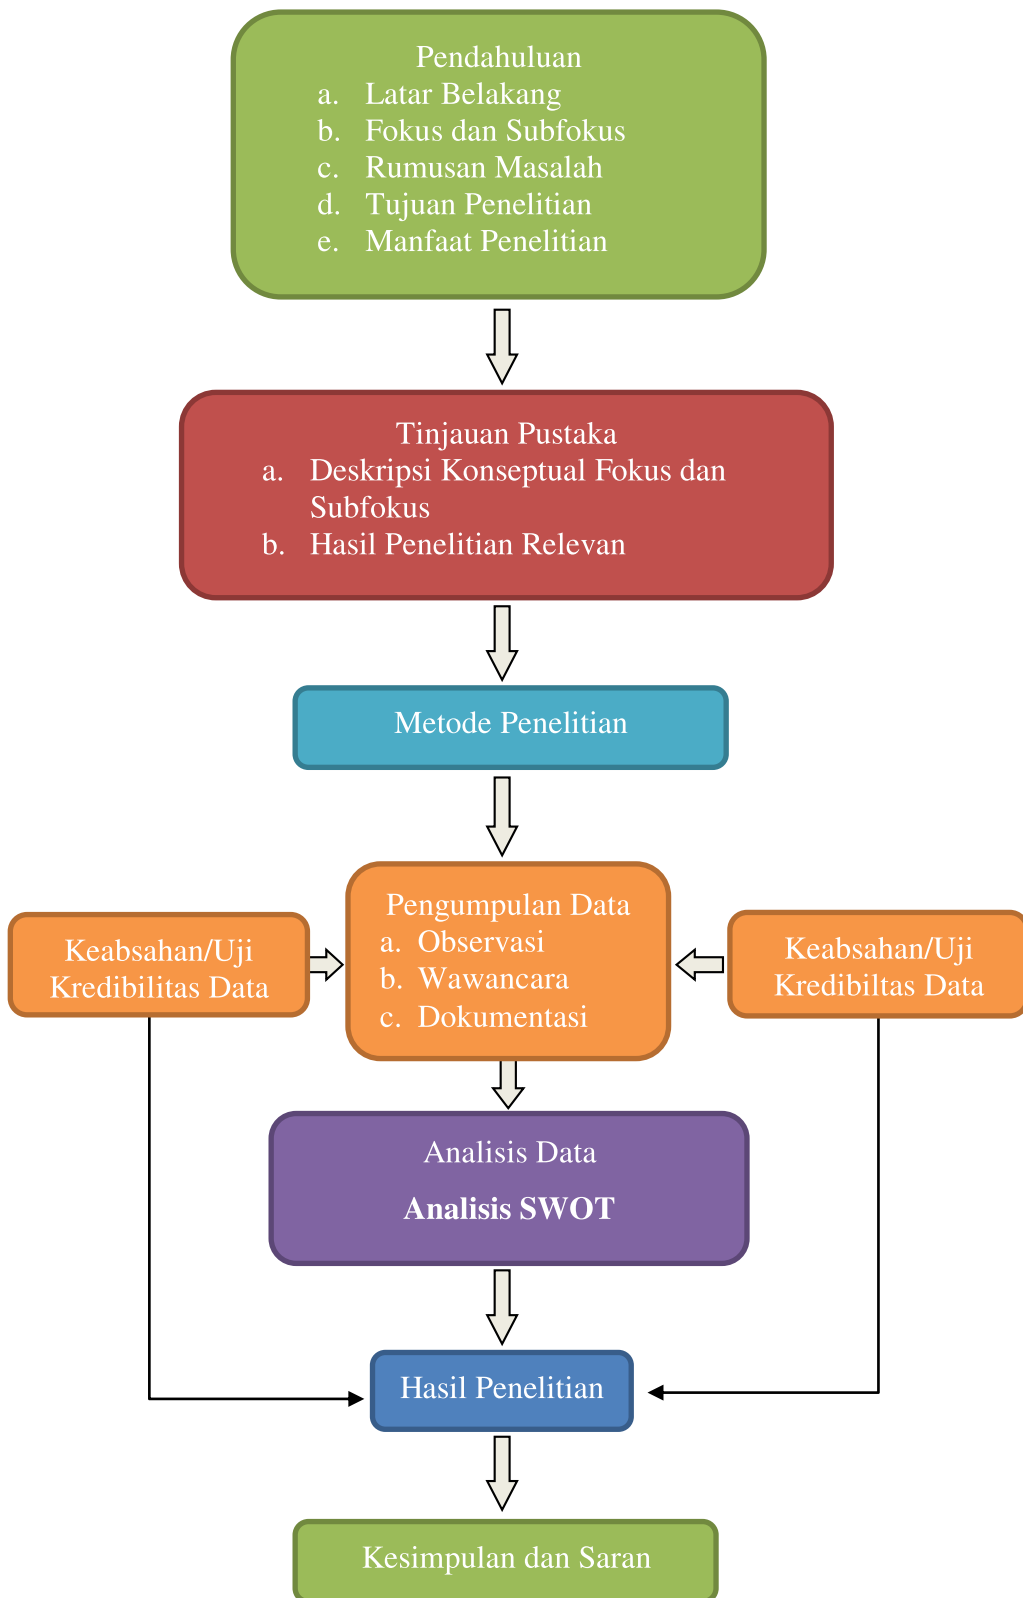 Pendahuluan
a. Latar Belakang
b. Fokus dan Subfokus
c. Rumusan Masalah
d. Tujuan Penelitian
e. Manfaat Penelitian
Tinjauan Pustaka
a. Deskripsi Konseptual Fokus dan
Subfokus
b. Hasil Penelitian Relevan
Metode Penelitian
Keabsahan/Uji
Kredibilitas Data
Pengumpulan Data
a. Observasi
b. Wawancara
c. Dokumentasi
Keabsahan/Uji
Kredibiltas Data
Analisis Data
Analisis SWOT
Hasil Penelitian
Kesimpulan dan Saran